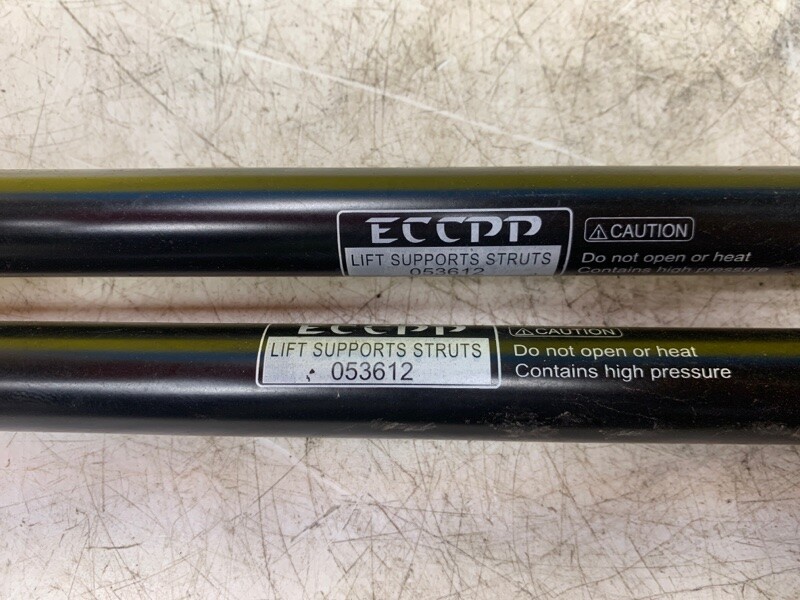 ECCPP
LIFT SUPPORTS STRUTS
053612
CAUTION
Do not open or heat
Contains high pressure
ECCPP
LIFT SUPPORTS STRUTS
053612
CAUTION
Do not open or heat
Contains high pressure